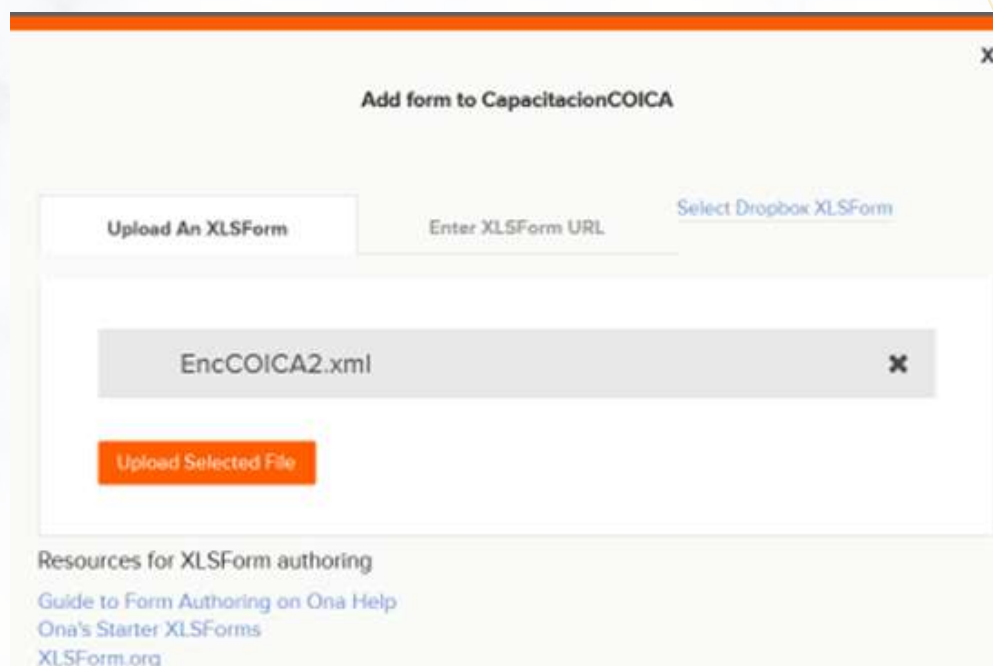 X
Add form to CapacitacionCOICA
Upload An XLSForm
Enter XLSForm URL
Select Dropbox XLSForm
EncCOICA2.xml
✖
Upload Selected File
Resources for XLSForm authoring
Guide to Form Authoring on Ona Help
Ona's Starter XLSForms
XLSForm.org